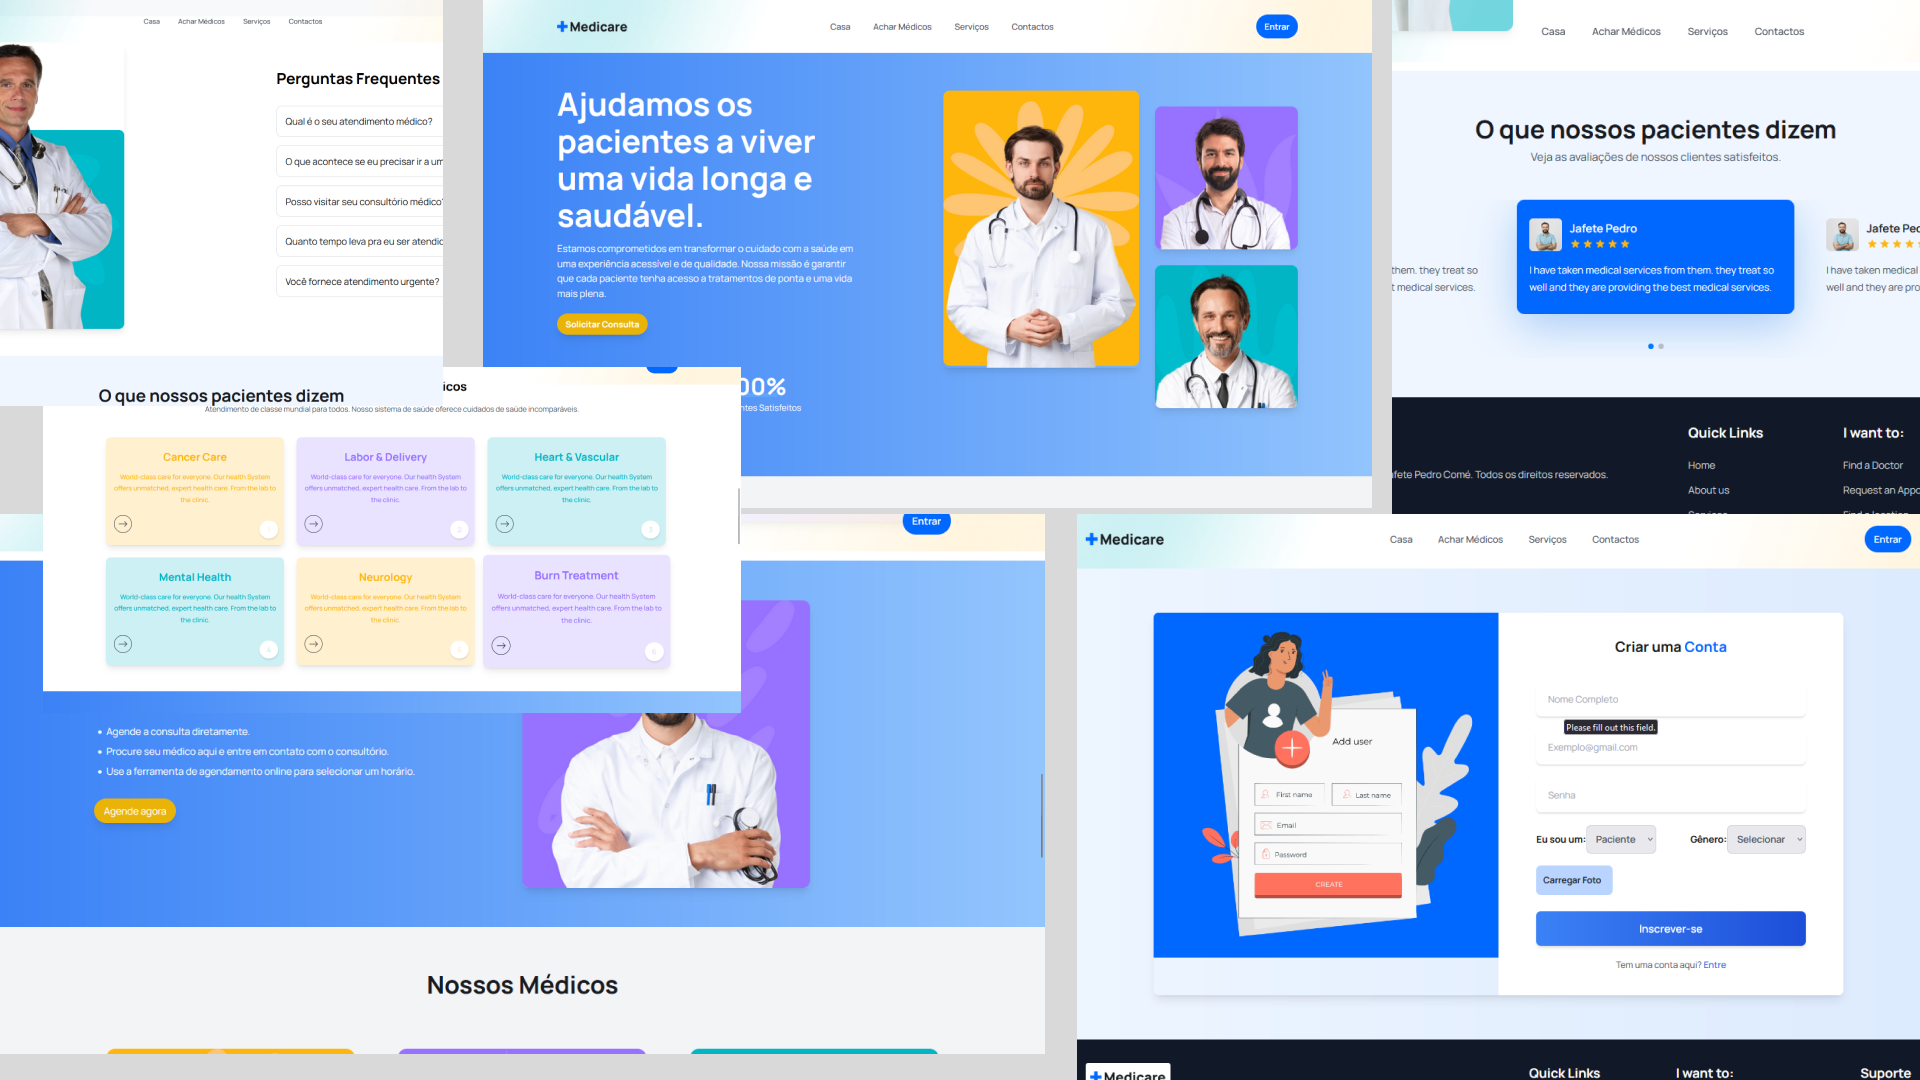 Casa
Achar Médicos
Serviços
Contactos
Perguntas Frequentes
Qual é o seu atendimento médico?
O que acontece se eu precisar ir a um
Posso visitar seu consultório médico?
Quanto tempo leva pra eu ser atendid
Você fornece atendimento urgente?
O que nossos pacientes dizem
Medicare
Casa
Achar Médicos
Serviços
Contactos
Entrar
Ajudamos os
pacientes a viver
uma vida longa e
saudável.
Estamos comprometidos em transformar o cuidado com a saúde em
uma experiência acessível e de qualidade. Nossa missão é garantir
que cada paciente tenha acesso a tratamentos de ponta e uma vida
mais plena.
Solicitar Consulta
00%
ntes Satisfeitos
Casa
Achar Médicos
Serviços
Contactos
O que nossos pacientes dizem
Veja as avaliações de nossos clientes satisfeitos.
them. they treat so
t medical services.
Jafete Pedro
I have taken medical services from them. they treat so
well and they are providing the best medical services.
Jafete Ped
I have taken medical
well and they are pro
afete Pedro Comé. Todos os direitos reservados.
Quick Links
Home
About us
I want to:
Find a Doctor
Request an Appo
icos
Atendimento de classe mundial para todos. Nosso sistema de saúde oferece cuidados de saúde incomparáveis.
Cancer Care
World-class care for everyone. Our health System
offers unmatched, expert health care. From the lab to
the clinic.
1
Labor & Delivery
World-class care for everyone. Our health System
offers unmatched, expert health care. From the lab to
the clinic.
2
Heart & Vascular
World-class care for everyone. Our health System
offers unmatched, expert health care. From the lab to
the clinic.
3
Mental Health
World-class care for everyone. Our health System
offers unmatched, expert health care. From the lab to
the clinic.
4
Neurology
World-class care for everyone. Our health System
offers unmatched, expert health care. From the lab to
the clinic.
5
Burn Treatment
World-class care for everyone. Our health System
offers unmatched, expert health care. From the lab to
the clinic.
6
Entrar
Agende a consulta diretamente.
Procure seu médico aqui e entre em contato com o consultório.
Use a ferramenta de agendamento online para selecionar um horário.
Agende agora
Nossos Médicos
Medicare
Casa
Achar Médicos
Serviços
Contactos
Entrar
Add user
First name
Last name
Email
Password
CREATE
Criar uma Conta
Nome Completo
Please fill out this field.
Exemplo@gmail.com
Senha
Eu sou um:
Paciente
Gênero:
Selecionar
Carregar Foto
Inscrever-se
Tem uma conta aqui? Entre
Medicare
Quick Links
I want to:
Suporte